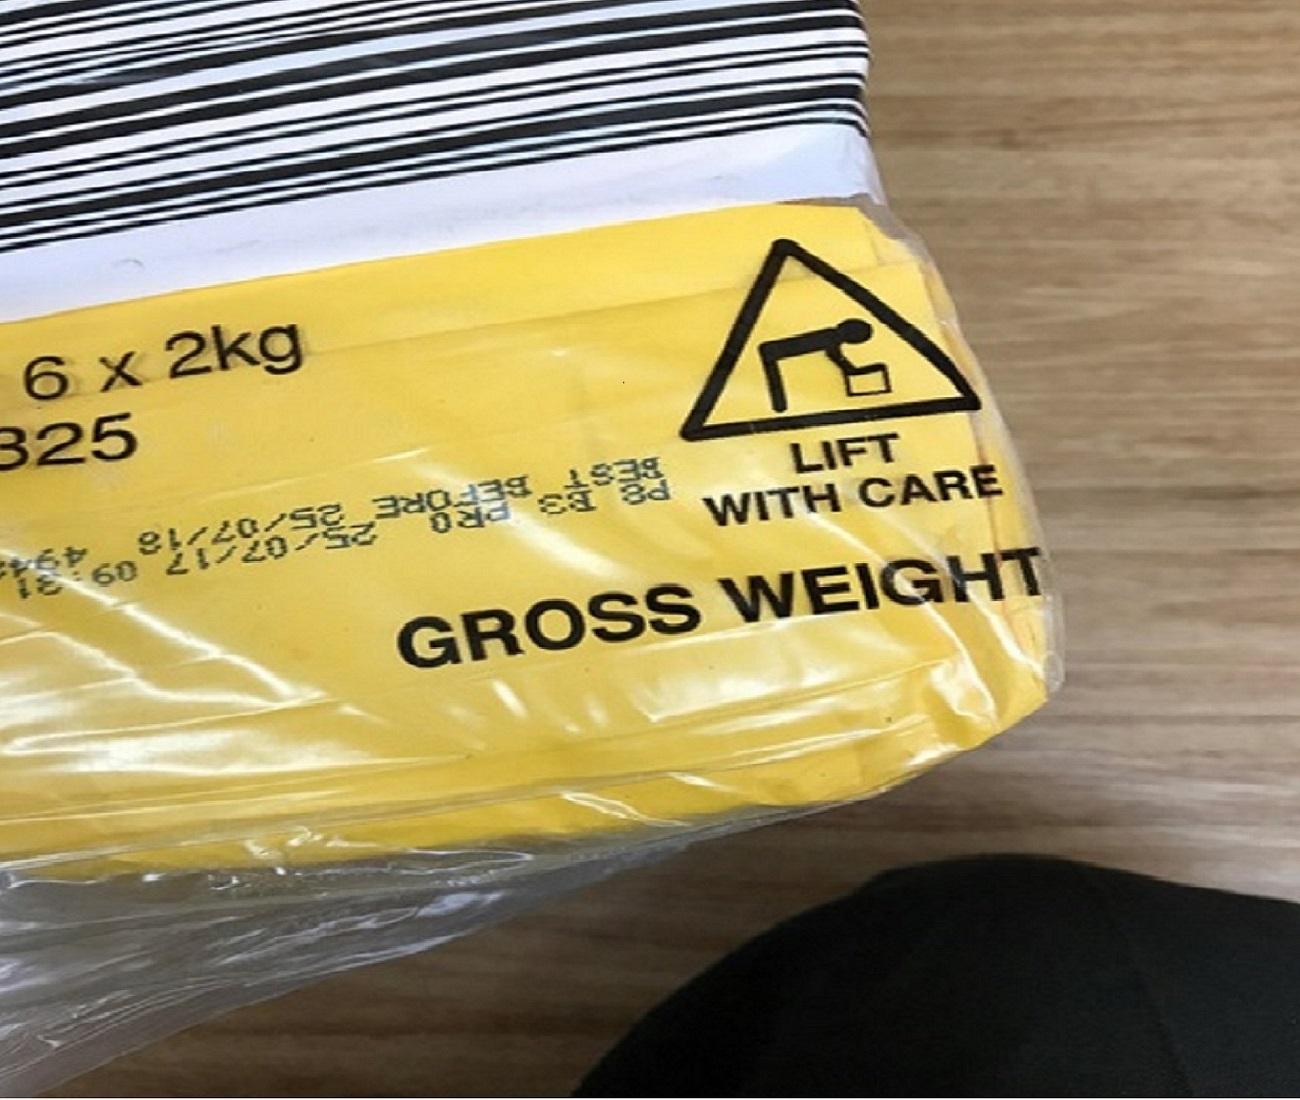 6 x 2kg
325
LIFT
WITH CARE
GROSS WEIGHT
BEST BEFORE 25/07/18
P8 B3 PRO 25/07/17 09:31